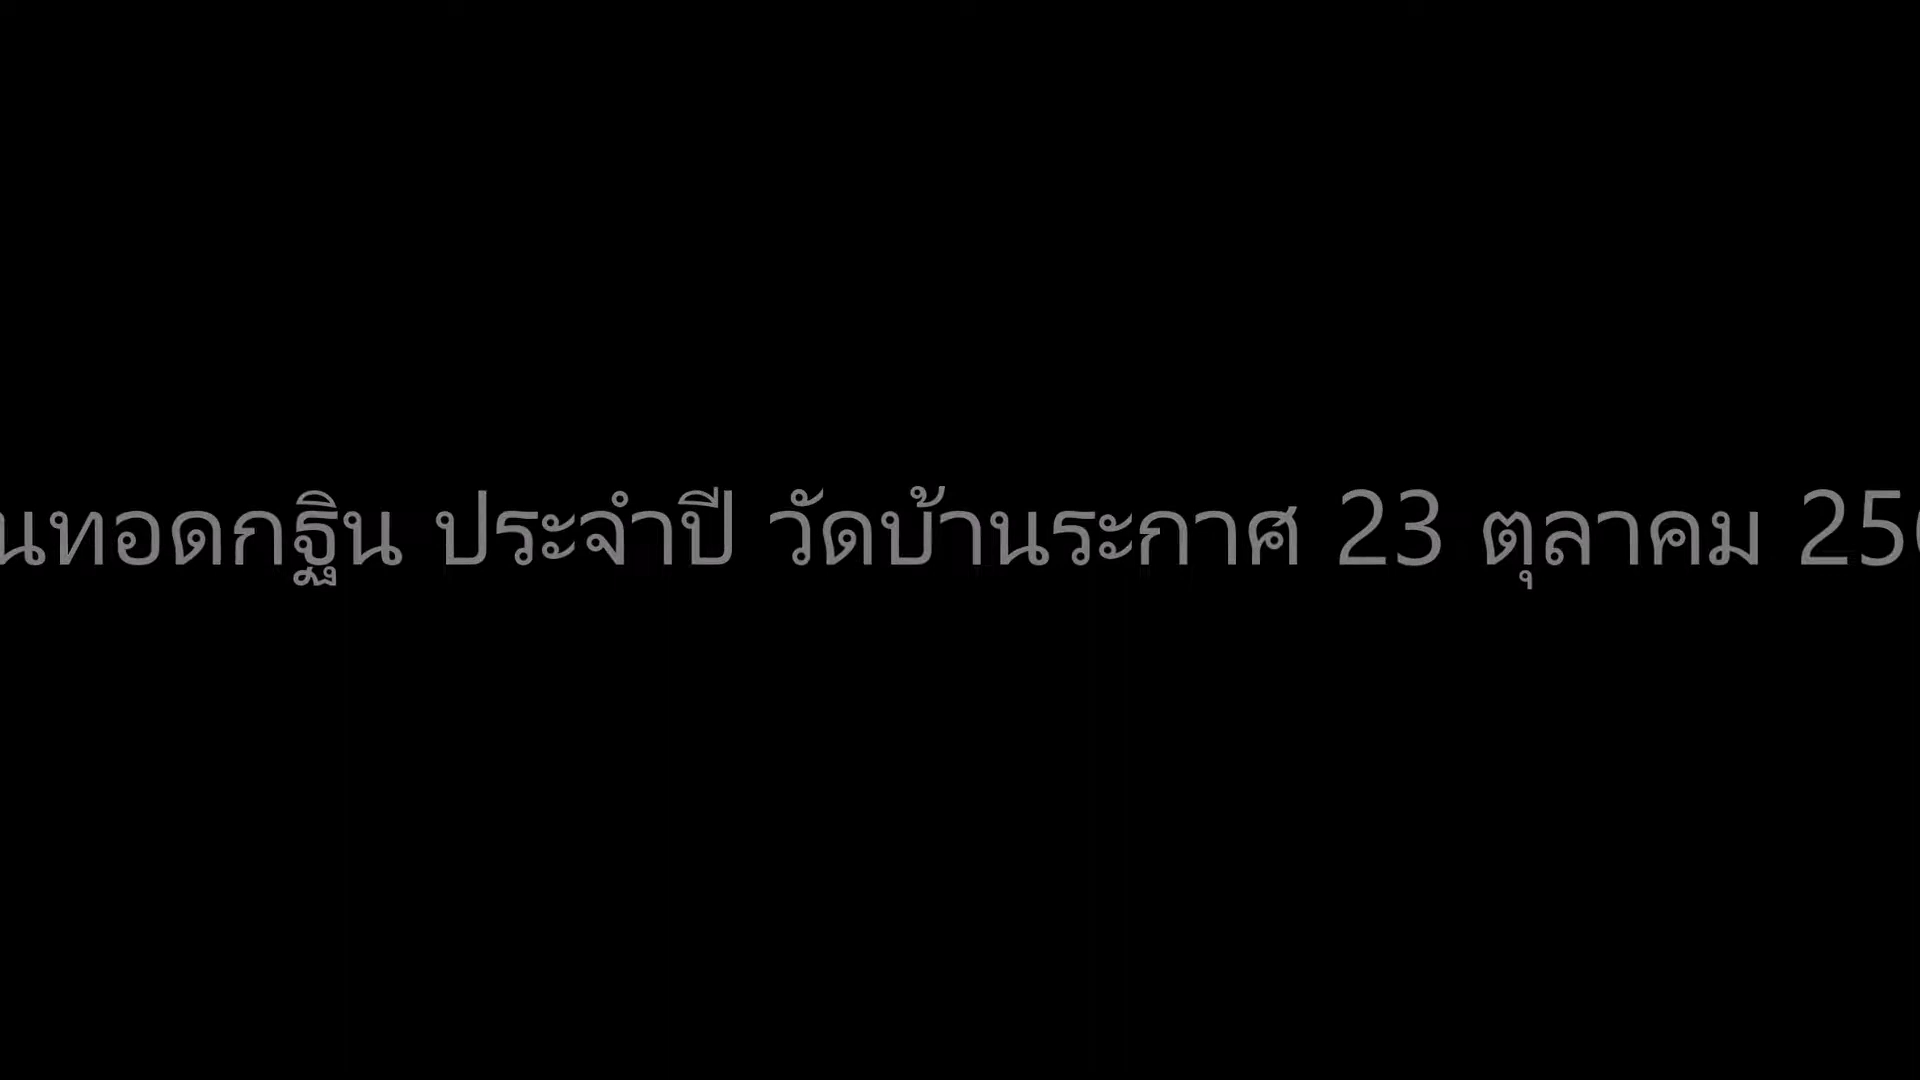 นทอดกฐิน ประจำปี วัดบ้านระกาศ 23 ตุลาคม 25